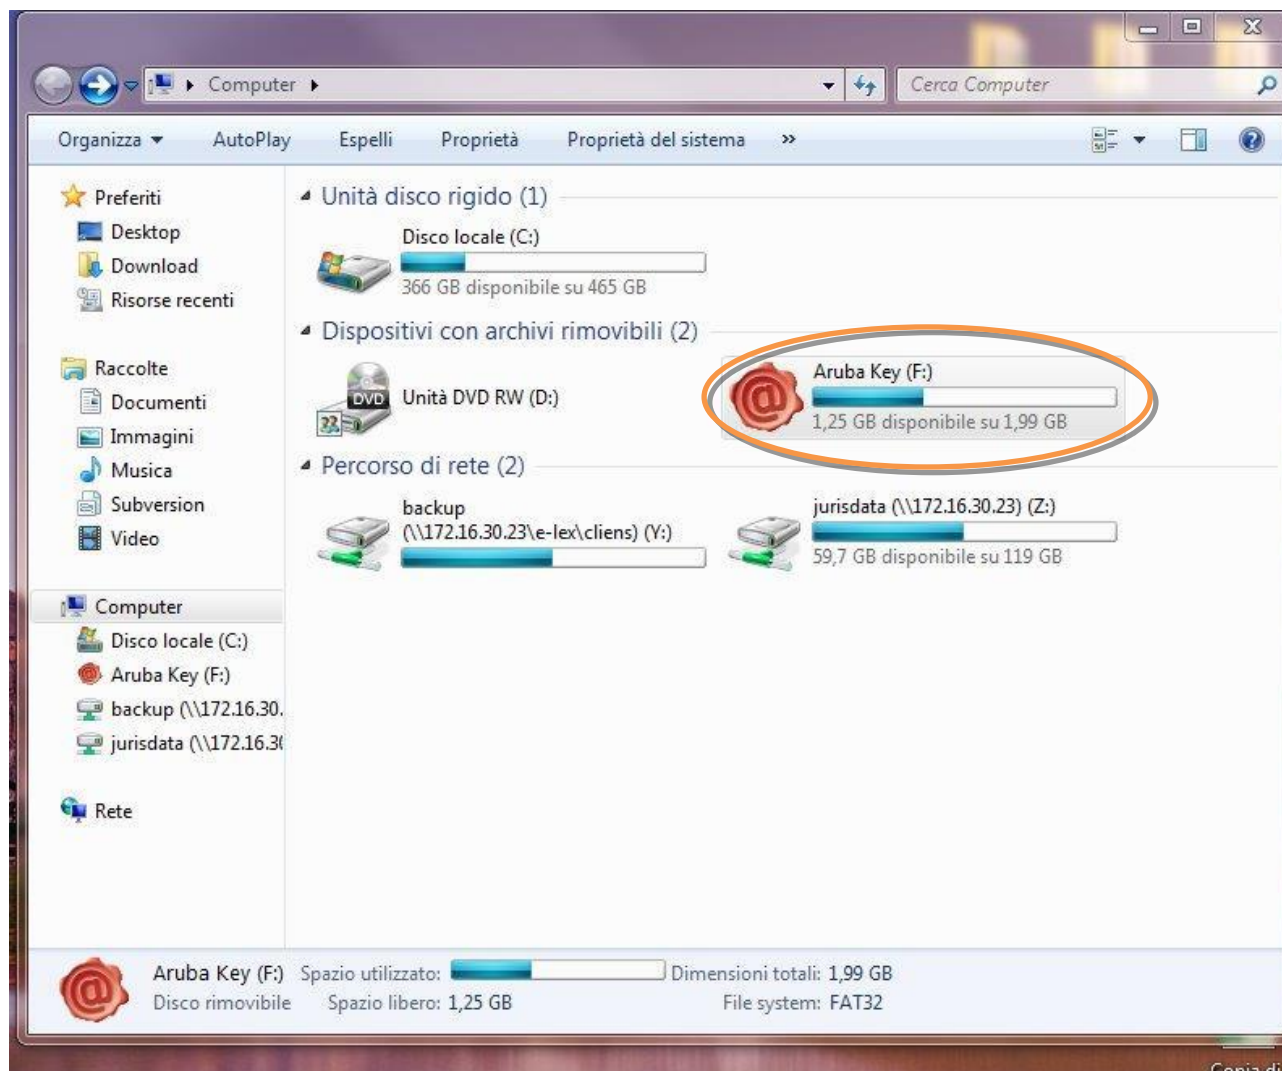 Computer
Cerca Computer
Organizza
AutoPlay
Espelli
Proprietà
Proprietà del sistema
»
Preferiti
Desktop
Download
Risorse recenti
Raccolte
Documenti
Immagini
Musica
Subversion
Video
Computer
Disco locale (C:)
Aruba Key (F:)
backup (\\172.16.30.
jurisdata (\\172.16.3
Rete
Unità disco rigido (1)
Disco locale (C:)
366 GB disponibile su 465 GB
Dispositivi con archivi rimovibili (2)
DVD
Unità DVD RW (D:)
Aruba Key (F:)
1,25 GB disponibile su 1,99 GB
Percorso di rete (2)
backup
(\\172.16.30.23\e-lex\cliens) (Y:)
jurisdata (\\172.16.30.23) (Z:)
59,7 GB disponibile su 119 GB
Aruba Key (F:) Spazio utilizzato: Dimensioni totali: 1,99 GB
Disco rimovibile Spazio libero: 1,25 GB File system: FAT32